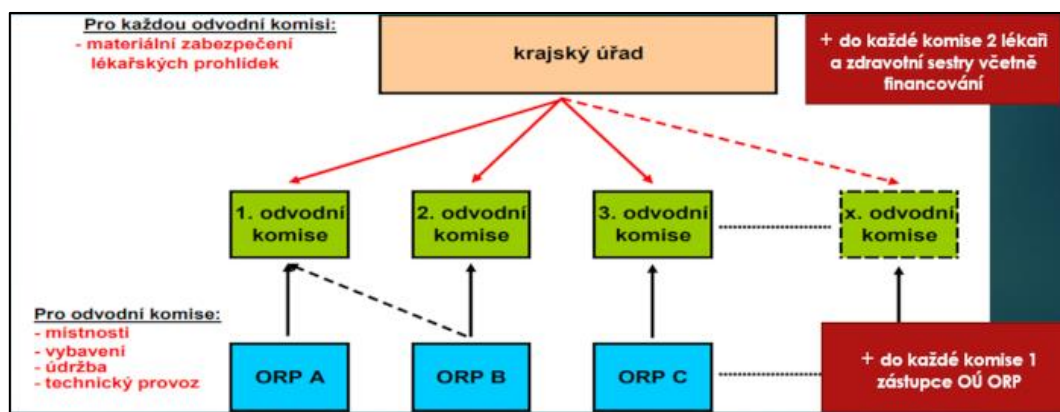 Pro každou odvodní komisi:
- materiální zabezpečení
lékařských prohlídek
krajský úřad
+ do každé komise 2 lékaři
a zdravotní sestry včetně
financování
1. odvodní
komise
2. odvodní
komise
3. odvodní
komise
x. odvodní
komise
Pro odvodní komise:
- místnosti
- vybavení
- údržba
- technický provoz
ORP A
ORP B
ORP C
+ do každé komise 1
zástupce OÚ ORP